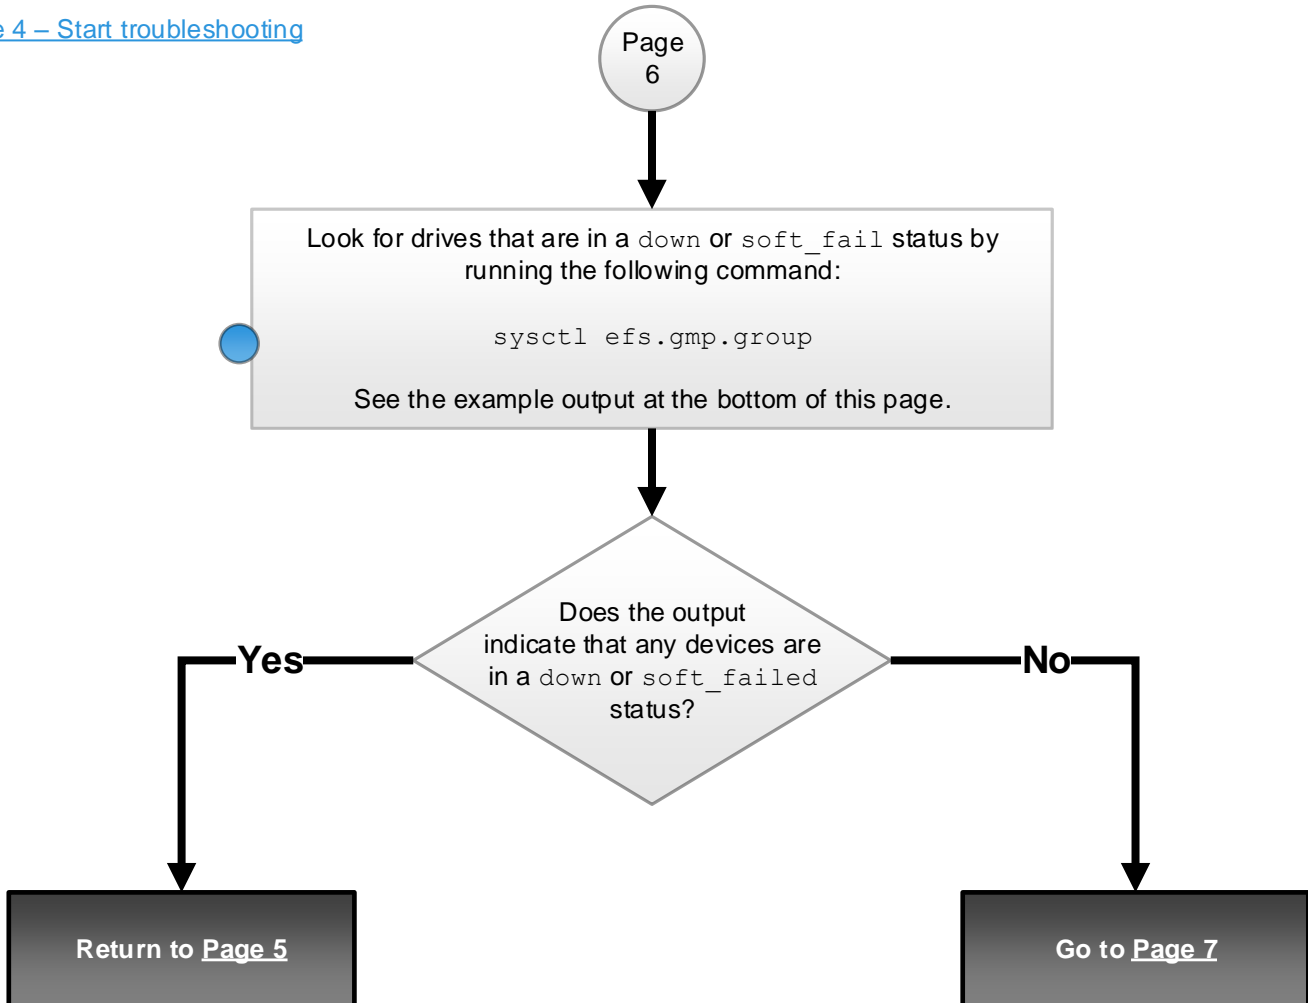 4 – Start troubleshooting
Page
6
Look for drives that are in a down or soft_fail status by
running the following command:
sysctl efs.gmp.group
See the example output at the bottom of this page.
Does the output
indicate that any devices are
in a down or soft_failed
status?
Yes
No
Return to Page 5
Go to Page 7